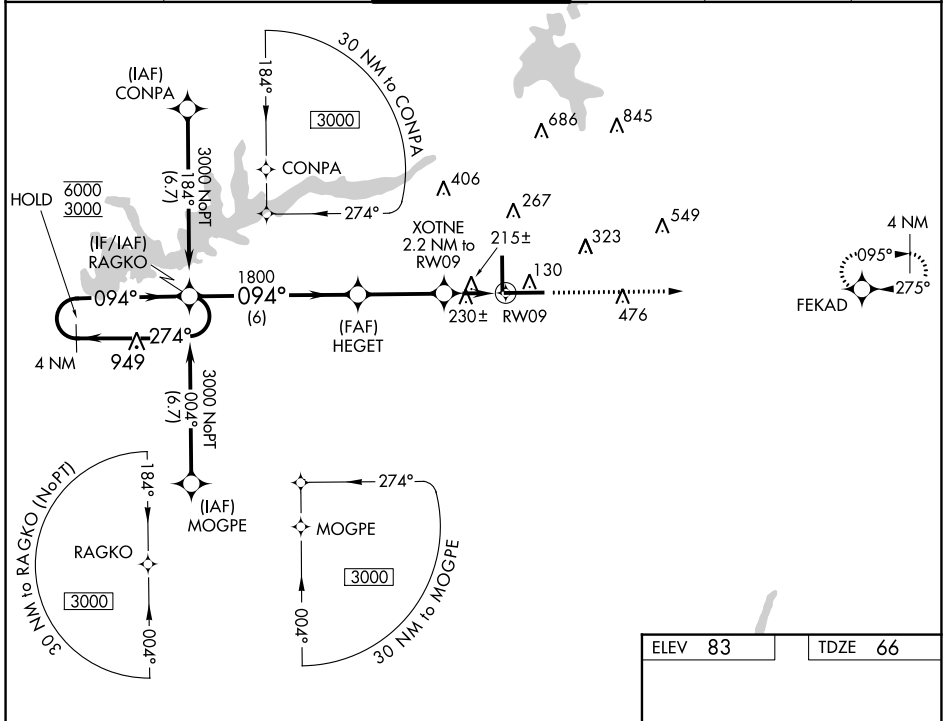 (IAF)
CONPA
184°
30 NM to CONPA
3000
CONPA
274°
686
845
3000 NoPT
184°
(6.7)
HOLD
6000
3000
406
267
549
4 NM
(IF/IAF)
RAGKO
XOTNE
2.2 NM to
RW09
215±
323
095°
094°
1800
094°
(6)
130
275°
FEKAD
(FAF)
HEGET
230±
RW09
476
4 NM
949
274°
3000 NoPT
004°
(6.7)
(IAF)
MOGPE
30 NM to RAGKO (NoPT)
184°
RAGKO
3000
004°
274°
MOGPE
3000
004°
30 NM to MOGPE
ELEV 83
TDZE 66